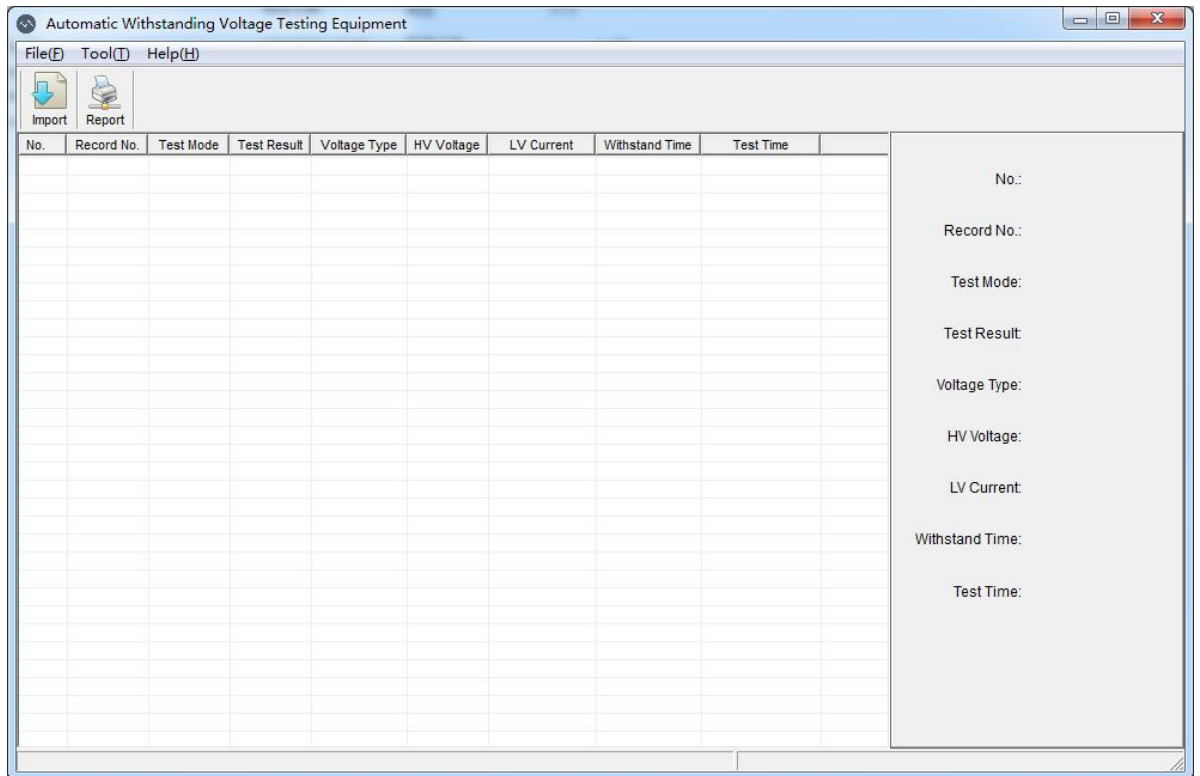 Automatic Withstanding Voltage Testing Equipment
File(F) Tool(T) Help(H)
Import Report
No. Record No. Test Mode Test Result Voltage Type HV Voltage LV Current Withstand Time Test Time
No.:
Record No.:
Test Mode:
Test Result:
Voltage Type:
HV Voltage:
LV Current:
Withstand Time:
Test Time: